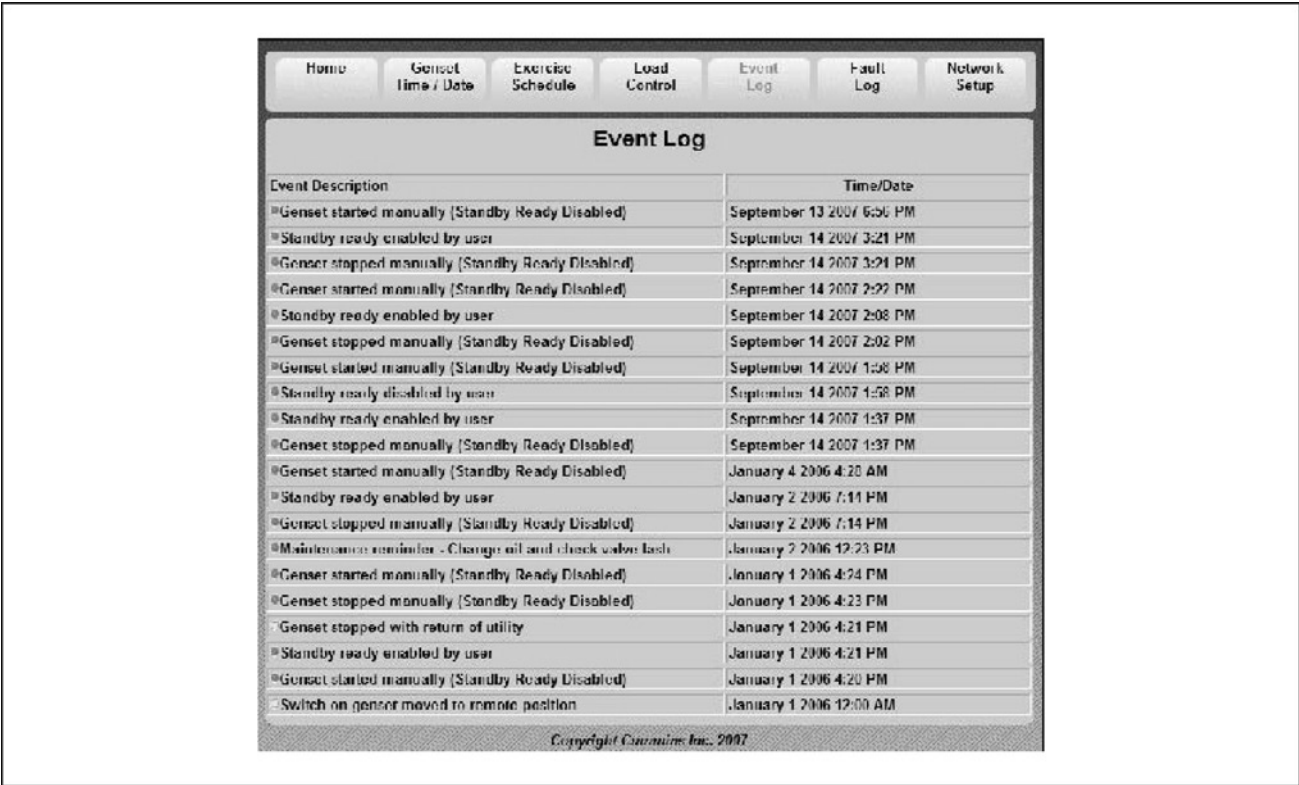 Home Genset Time / Date Exercise Schedule Load Control Event Log Fault Log Network Setup
Event Log
Event Description Time/Date
Genset started manually (Standby Ready Disabled) September 13 2007 6:56 PM
Standby ready enabled by user September 14 2007 3:21 PM
Genset stopped manually (Standby Ready Disabled) September 14 2007 3:21 PM
Genset started manually (Standby Ready Disabled) September 14 2007 2:22 PM
Standby ready enabled by user September 14 2007 2:08 PM
Genset stopped manually (Standby Ready Disabled) September 14 2007 2:02 PM
Genset started manually (Standby Ready Disabled) September 14 2007 1:58 PM
Standby ready disabled by user September 14 2007 1:58 PM
Standby ready enabled by user September 14 2007 1:37 PM
Genset stopped manually (Standby Ready Disabled) September 14 2007 1:37 PM
Genset started manually (Standby Ready Disabled) January 4 2006 4:28 AM
Standby ready enabled by user January 2 2006 7:14 PM
Genset stopped manually (Standby Ready Disabled) January 2 2006 7:14 PM
Maintenance reminder - Change oil and check valve lash January 2 2006 12:23 PM
Genset started manually (Standby Ready Disabled) January 1 2006 4:24 PM
Genset stopped manually (Standby Ready Disabled) January 1 2006 4:23 PM
Genset stopped with return of utility January 1 2006 4:21 PM
Standby ready enabled by user January 1 2006 4:21 PM
Genset started manually (Standby Ready Disabled) January 1 2006 4:20 PM
Switch on genset moved to remote position January 1 2006 12:00 AM
Copyright Cummins Inc. 2007